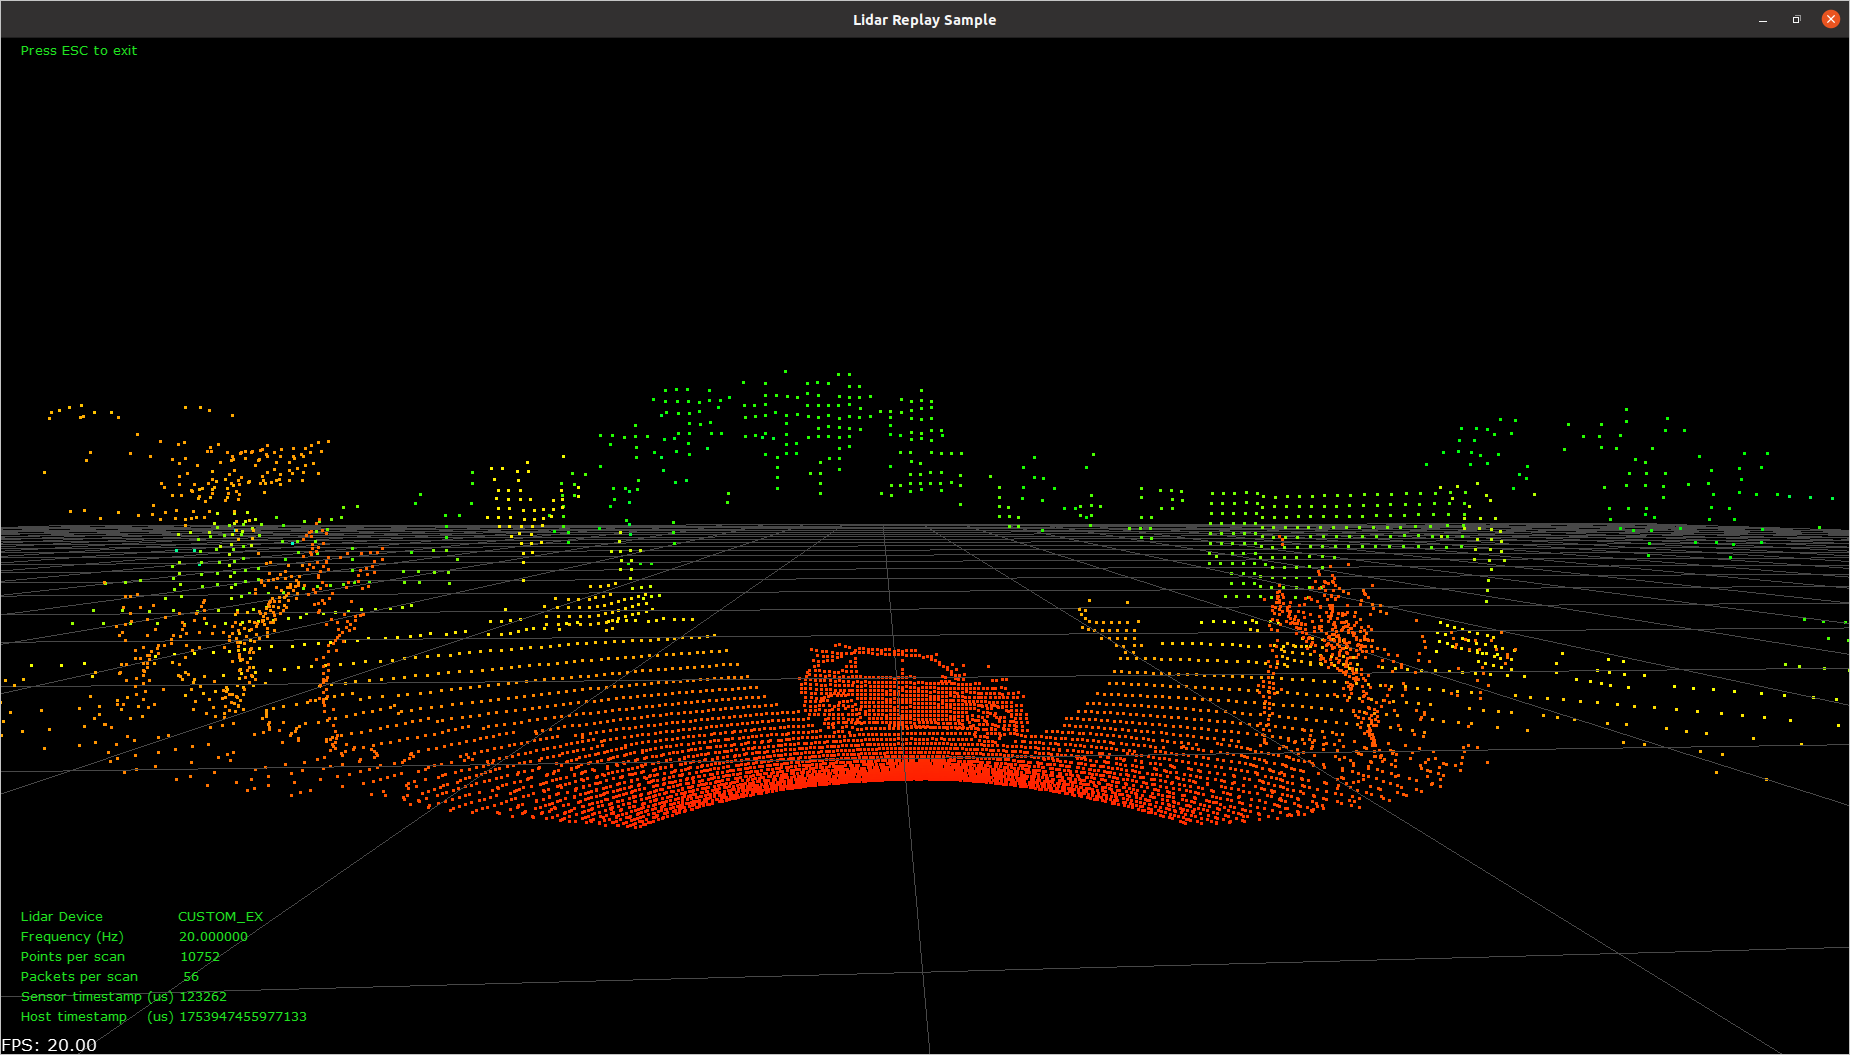 Lidar Replay Sample
Press ESC to exit
Lidar Device CUSTOM_EX
Frequency (Hz) 20.000000
Points per scan 10752
Packets per scan 56
Sensor timestamp (us) 123262
Host timestamp (us) 1753947455977133
FPS: 20.00